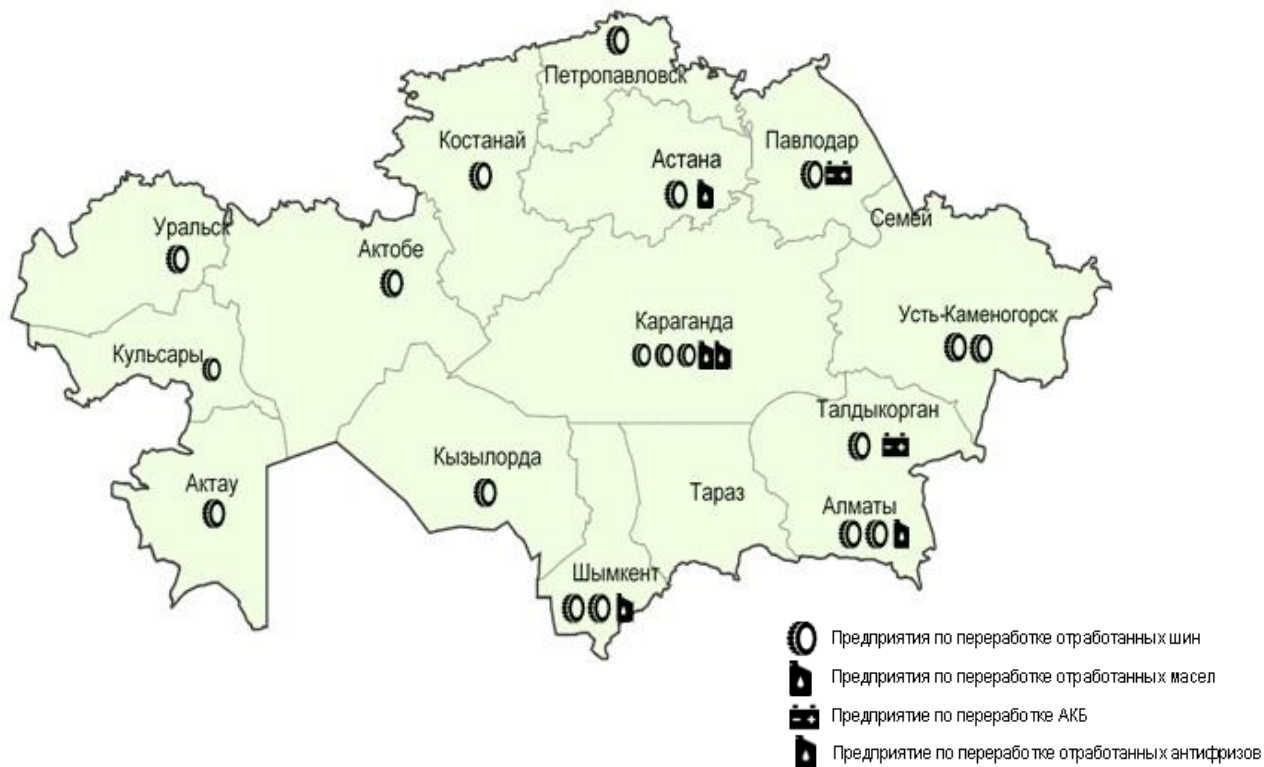 Петропавловск
Костанай
Павлодар
Астана
Семей
Уральск
Актобе
Усть-Каменогорск
Караганда
Кульсары
Талдыкорган
Кызылорда
Актау
Тараз
Алматы
Шымкент
Предприятия по переработке отработанных шин
Предприятия по переработке отработанных масел
Предприятие по переработке АКБ
Предприятие по переработке отработанных антифризов